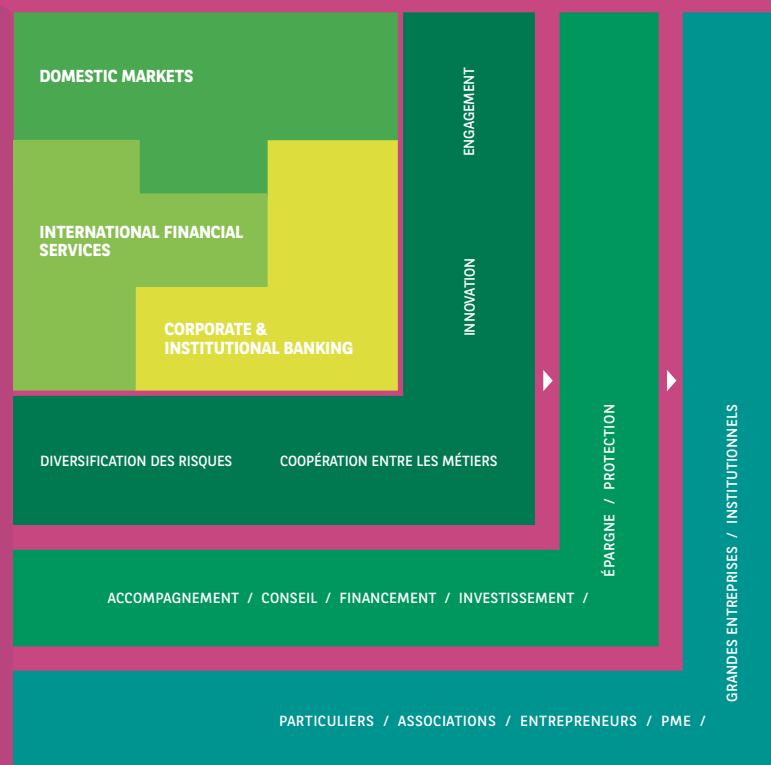 DOMESTIC MARKETS
INTERNATIONAL FINANCIAL
SERVICES
CORPORATE &
INSTITUTIONAL BANKING
DIVERSIFICATION DES RISQUES
COOPÉRATION ENTRE LES MÉTIERS
INNOVATION
ENGAGEMENT
ACCOMPAGNEMENT / CONSEIL / FINANCEMENT / INVESTISSEMENT /
ÉPARGNE / PROTECTION
PARTICULIERS / ASSOCIATIONS / ENTREPRENEURS / PME /
GRANDES ENTREPRISES / INSTITUTIONNELS